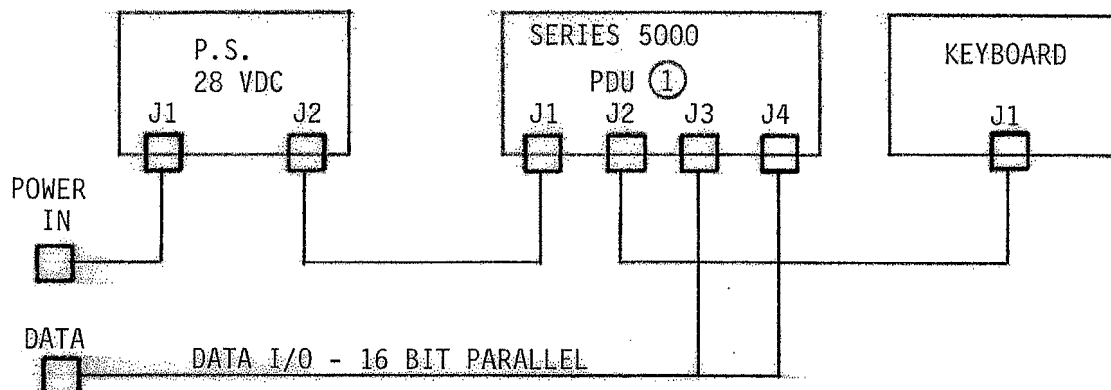 P.S.
28 VDC
J1
J2
SERIES 5000
PDU 1
J1
J2
J3
J4
KEYBOARD
J1
POWER
IN
DATA
DATA I/O - 16 BIT PARALLEL